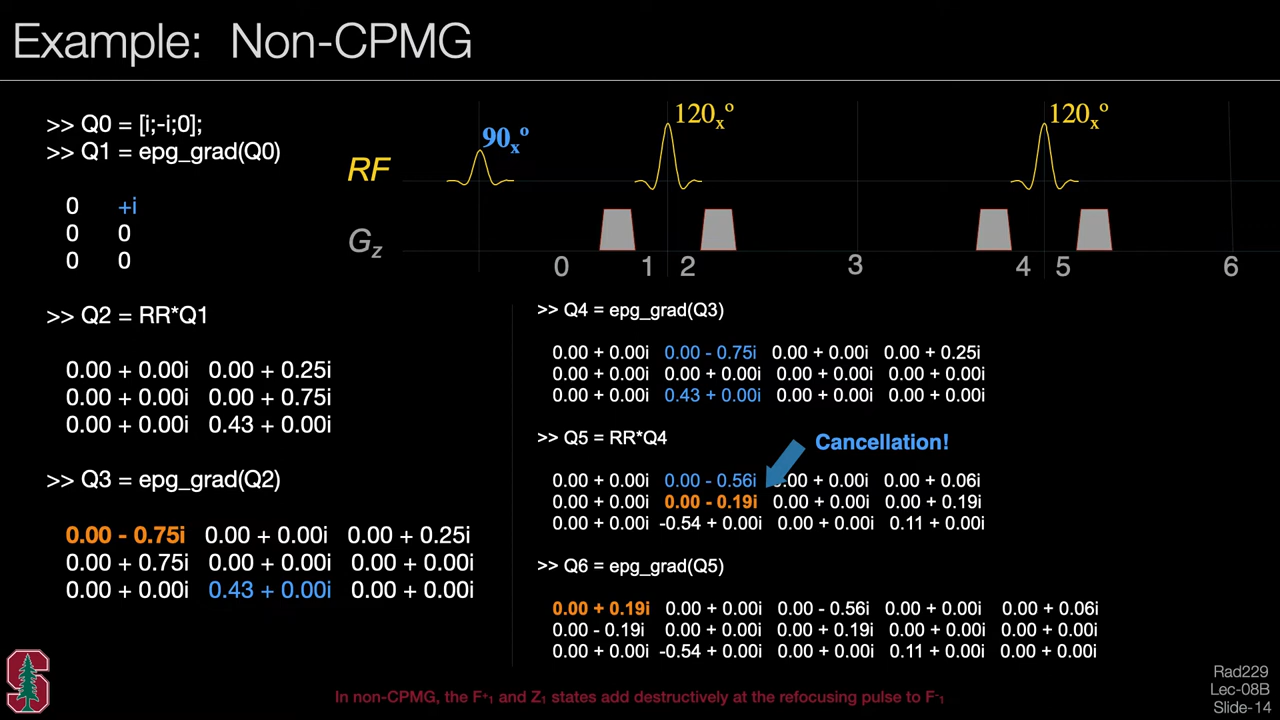 Example: Non-CPMG
>> Q0 = [i;-i;0];
>> Q1 = epg_grad(Q0)
0 +i
0 0
0 0
>> Q2 = RR*Q1
0.00 + 0.00i 0.00 + 0.25i
0.00 + 0.00i 0.00 + 0.75i
0.00 + 0.00i 0.43 + 0.00i
>> Q3 = epg_grad(Q2)
0.00 - 0.75i 0.00 + 0.00i 0.00 + 0.25i
0.00 + 0.75i 0.00 + 0.00i 0.00 + 0.00i
0.00 + 0.00i 0.43 + 0.00i 0.00 + 0.00i
90ₓº 120ₓº 120ₓº
RF
G_z
0 1 2 3 4 5 6
>> Q4 = epg_grad(Q3)
0.00 + 0.00i 0.00 - 0.75i 0.00 + 0.00i 0.00 + 0.25i
0.00 + 0.00i 0.00 + 0.00i 0.00 + 0.00i 0.00 + 0.00i
0.00 + 0.00i 0.43 + 0.00i 0.00 + 0.00i 0.00 + 0.00i
>> Q5 = RR*Q4
Cancellation!
0.00 + 0.00i 0.00 - 0.56i 0.00 + 0.00i 0.00 + 0.06i
0.00 + 0.00i 0.00 - 0.19i 0.00 + 0.00i 0.00 + 0.19i
0.00 + 0.00i -0.54 + 0.00i 0.00 + 0.00i 0.11 + 0.00i
>> Q6 = epg_grad(Q5)
0.00 + 0.19i 0.00 + 0.00i 0.00 - 0.56i 0.00 + 0.00i 0.00 + 0.06i
0.00 - 0.19i 0.00 + 0.00i 0.00 + 0.19i 0.00 + 0.00i 0.00 + 0.00i
0.00 + 0.00i -0.54 + 0.00i 0.00 + 0.00i 0.11 + 0.00i 0.00 + 0.00i
In non-CPMG, the F⁺₁ and Z₁ states add destructively at the refocusing pulse to F⁻₁
Rad229
Lec-08B
Slide-14
S